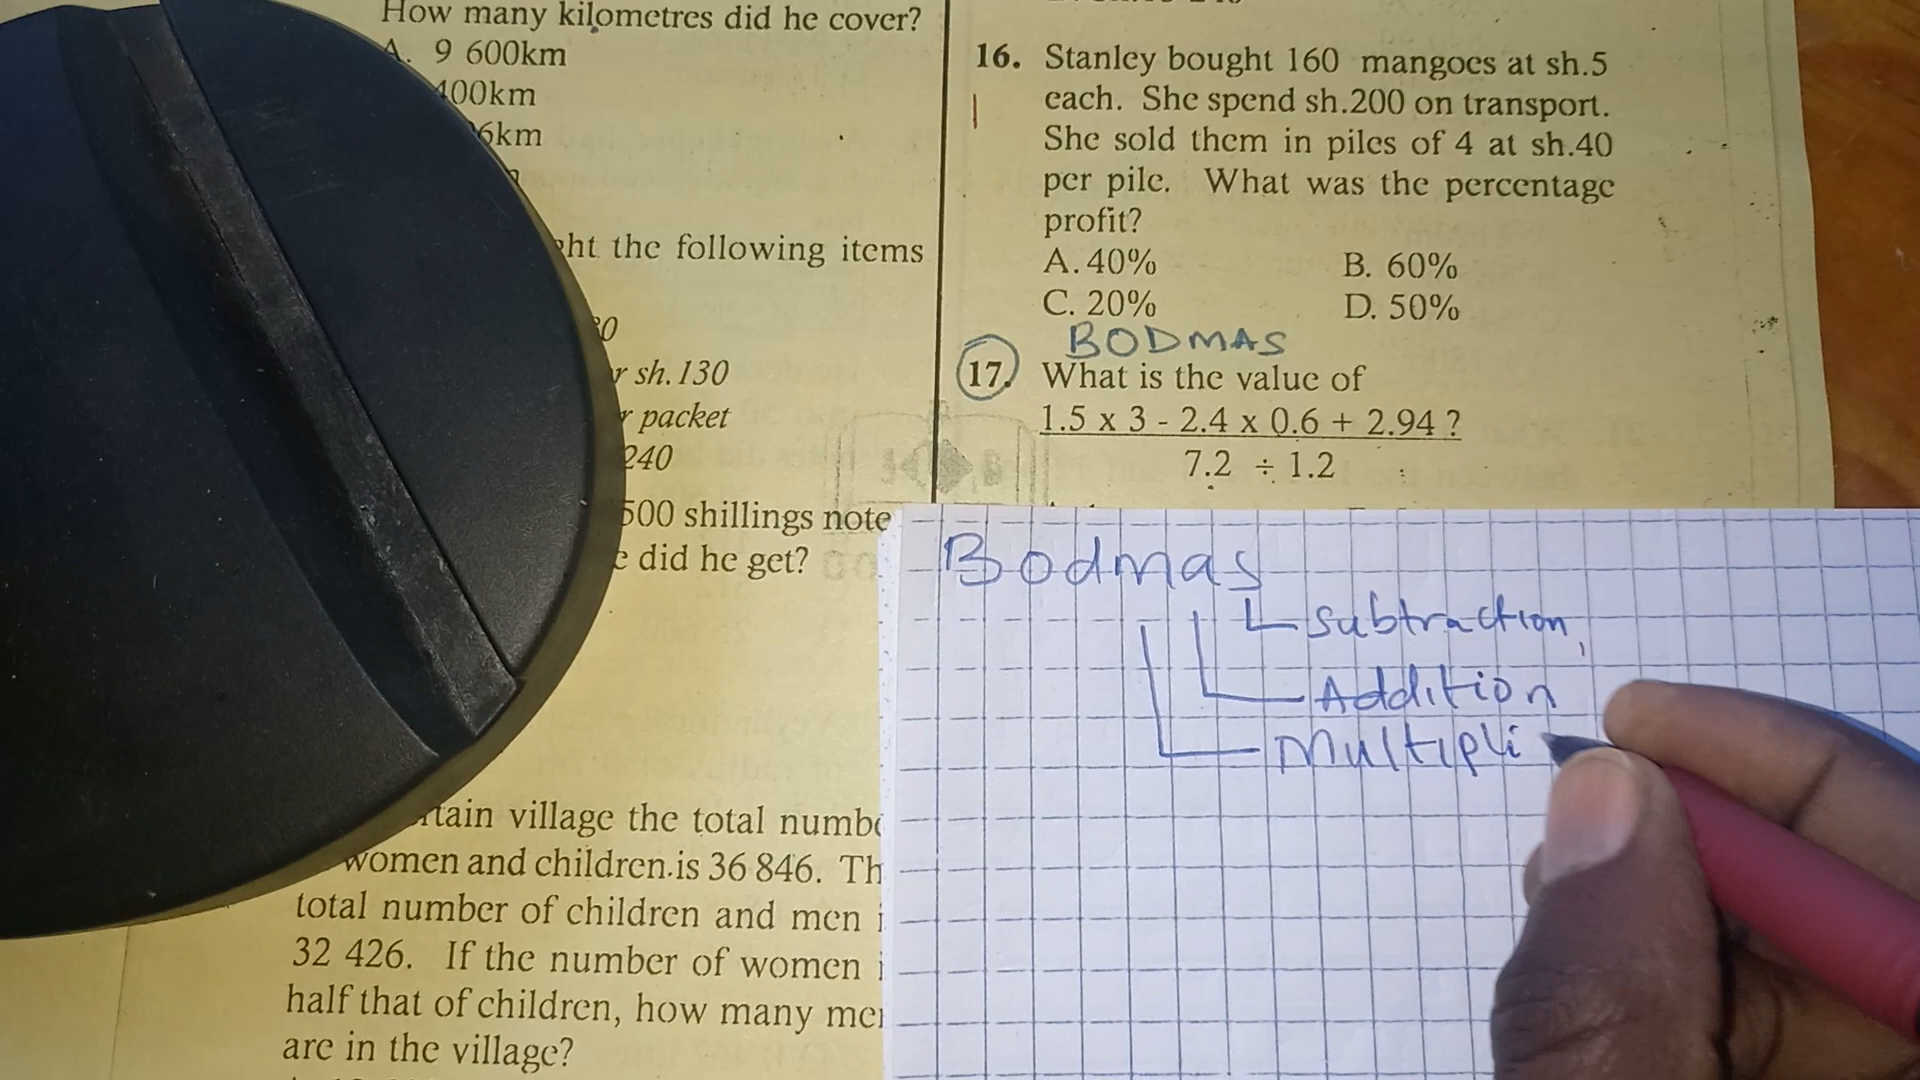 How many kilometres did he cover?
A. 9 600km
400km
6km
ht the following items
0
r sh.130
r packet
240
500 shillings note
e did he get?
tain village the total numbe
women and children is 36 846. Th
total number of children and men i
32 426. If the number of women i
half that of children, how many mer
are in the village?
16. Stanley bought 160 mangoes at sh.5
each. She spend sh.200 on transport.
She sold them in piles of 4 at sh.40
per pile. What was the percentage
profit?
A. 40% B. 60%
C. 20% D. 50%
BODMAS
17. What is the value of
1.5 x 3 - 2.4 x 0.6 + 2.94 ?
7.2 ÷ 1.2
Bodmas
Subtraction
Addition
Multipli